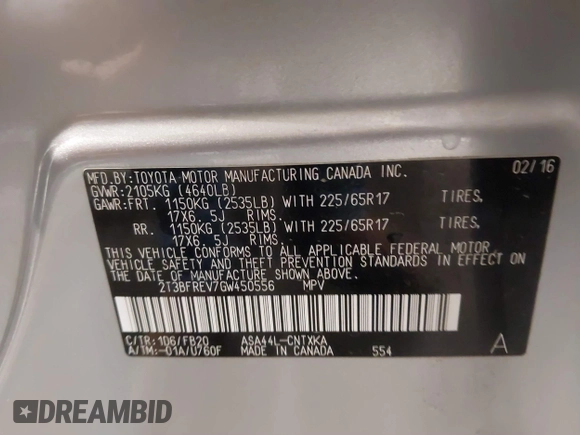 MFD.BY:TOYOTA MOTOR MANUFACTURING CANADA INC. 02/16
GVWR:2105KG (4640LB)
GAWR:FRT. 1150KG (2535LB) WITH 225/65R17 TIRES.
17X6. 5J RIMS.
RR. 1150KG (2535LB) WITH 225/65R17 TIRES.
17X6. 5J RIMS.
THIS VEHICLE CONFORMS TO ALL APPLICABLE FEDERAL MOTOR
VEHICLE SAFETY AND THEFT PREVENTION STANDARDS IN EFFECT
ON THE DATE OF MANUFACTURE SHOWN ABOVE.
2T3BFREV7GW450556 MPV
C/TR:1D6/FB20 ASA44L-CNTXKA
A/TM:-01A/U760F MADE IN CANADA 554 A
DREAMBID